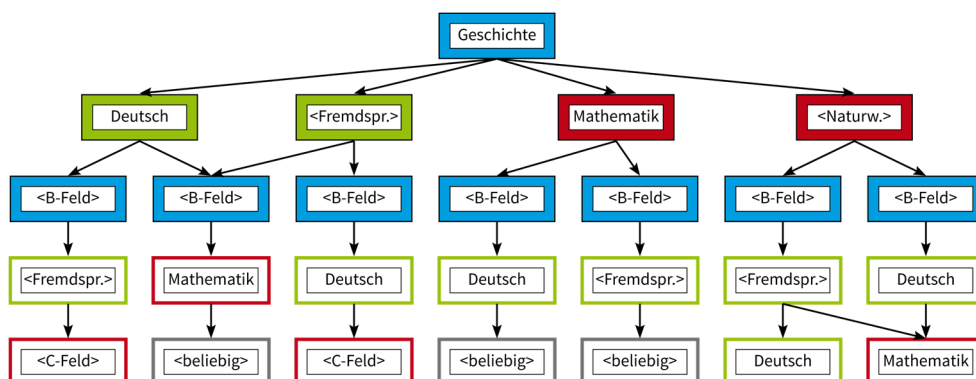 Geschichte
Deutsch
<Fremdspr.>
Mathematik
<Naturw.>
<B-Feld>
<B-Feld>
<B-Feld>
<B-Feld>
<B-Feld>
<B-Feld>
<B-Feld>
<Fremdspr.>
Mathematik
Deutsch
Deutsch
<Fremdspr.>
<Fremdspr.>
Deutsch
<C-Feld>
<beliebig>
<C-Feld>
<beliebig>
<beliebig>
Deutsch
Mathematik